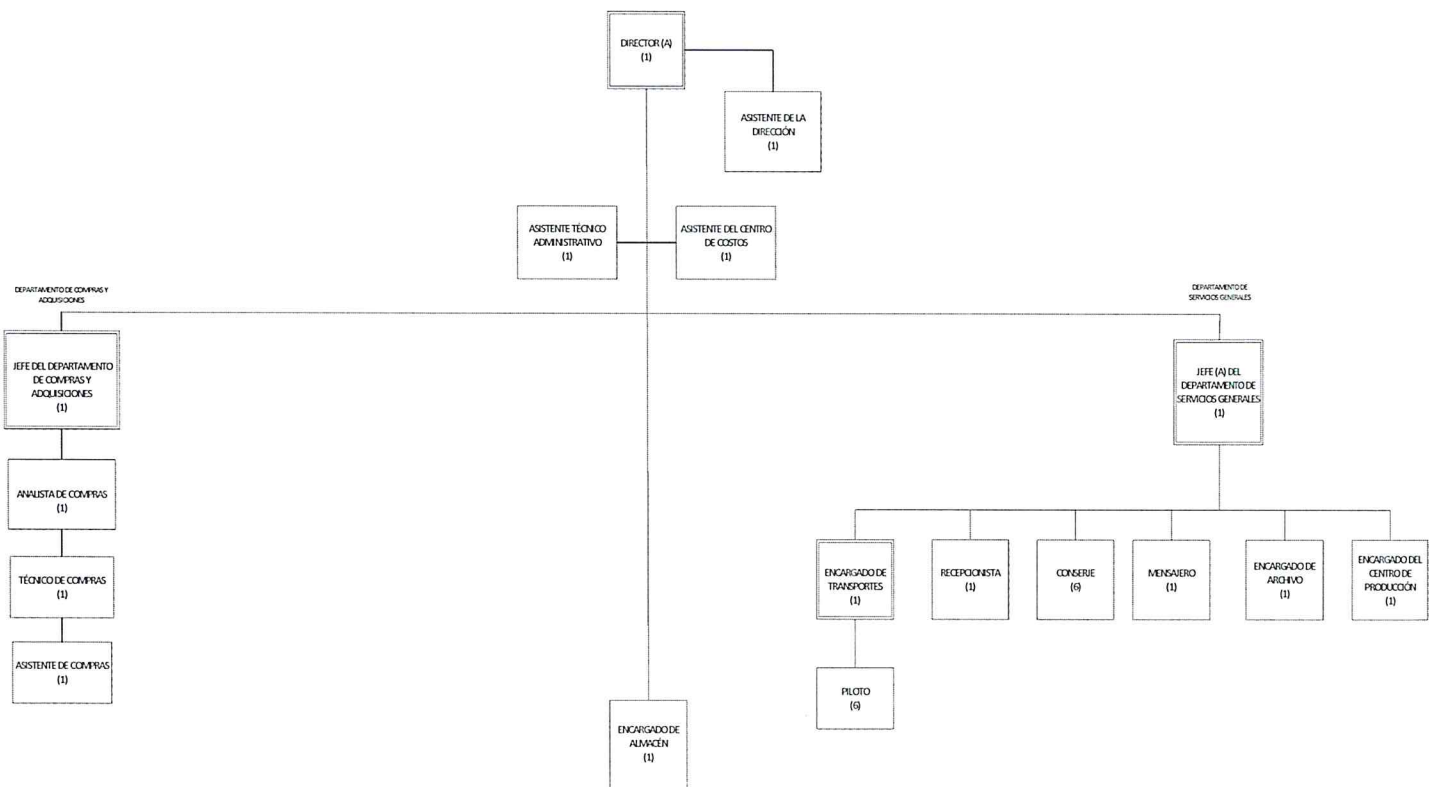 DIRECTOR (A)
(1)
ASISTENTE DE LA
DIRECCIÓN
(1)
ASISTENTE TÉCNICO
ADMINISTRATIVO
(1)
ASISTENTE DEL CENTRO
DE COSTOS
(1)
DEPARTAMENTO DE COMPRAS Y
ADQUISICIONES
DEPARTAMENTO DE
SERVICIOS GENERALES
JEFE DEL DEPARTAMENTO
DE COMPRAS Y
ADQUISICIONES
(1)
JEFE (A) DEL
DEPARTAMENTO DE
SERVICIOS GENERALES
(1)
ANALISTA DE COMPRAS
(1)
TÉCNICO DE COMPRAS
(1)
ASISTENTE DE COMPRAS
(1)
ENCARGADO DE
TRANSPORTES
(1)
RECEPCIONISTA
(1)
CONSERJE
(6)
MENSAJERO
(1)
ENCARGADO DE
ARCHIVO
(1)
ENCARGADO DEL
CENTRO DE
PRODUCCIÓN
(1)
PILOTO
(6)
ENCARGADO DE
ALMACÉN
(1)